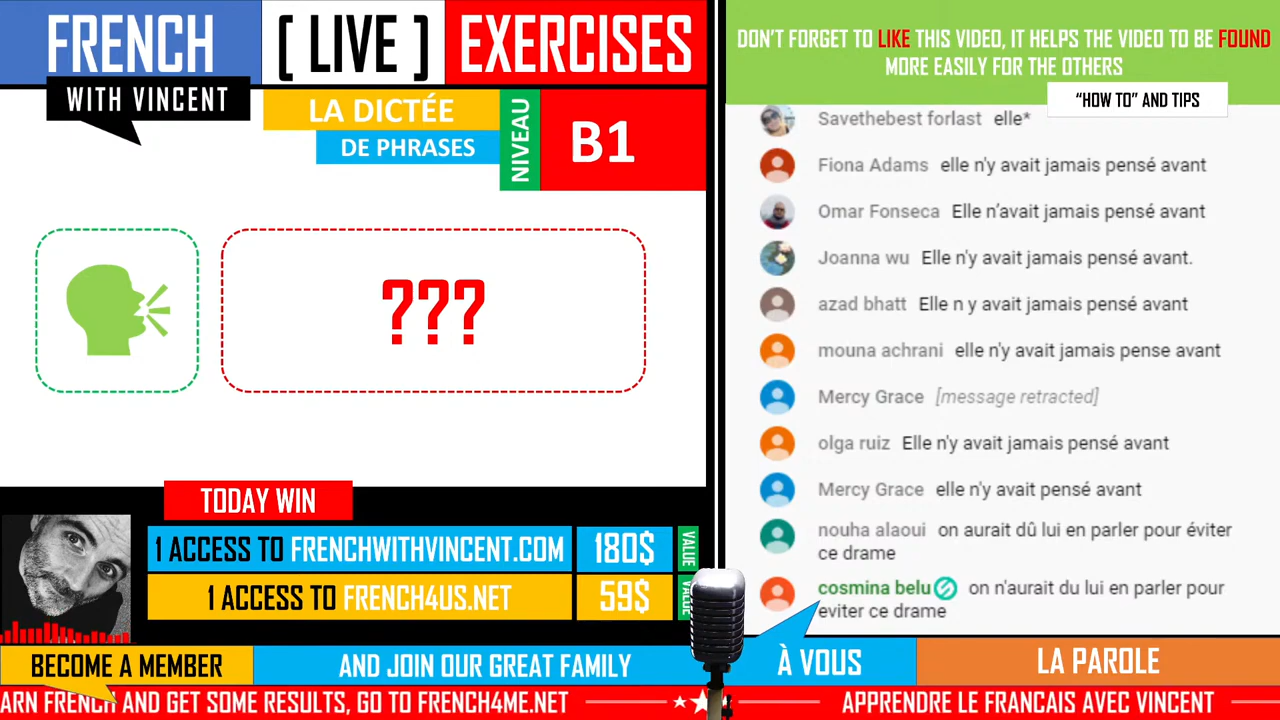 FRENCH
[ LIVE ]
EXERCISES
WITH VINCENT
LA DICTÉE
DE PHRASES
NIVEAU
B1
???
TODAY WIN
1 ACCESS TO FRENCHWITHVINCENT.COM
180$
VALUE
1 ACCESS TO FRENCH4US.NET
59$
VALUE
BECOME A MEMBER
AND JOIN OUR GREAT FAMILY
ARN FRENCH AND GET SOME RESULTS, GO TO FRENCH4ME.NET
DON'T FORGET TO LIKE THIS VIDEO, IT HELPS THE VIDEO TO BE FOUND
MORE EASILY FOR THE OTHERS
“HOW TO” AND TIPS
Savethebest forlast elle*
Fiona Adams elle n'y avait jamais pensé avant
Omar Fonseca Elle n’avait jamais pensé avant
Joanna wu Elle n'y avait jamais pensé avant.
azad bhatt Elle n y avait jamais pensé avant
mouna achrani elle n'y avait jamais pense avant
Mercy Grace [message retracted]
olga ruiz Elle n'y avait jamais pensé avant
Mercy Grace elle n'y avait pensé avant
nouha alaoui on aurait dû lui en parler pour éviter
ce drame
cosmina belu on n'aurait du lui en parler pour
eviter ce drame
À VOUS
LA PAROLE
APPRENDRE LE FRANCAIS AVEC VINCENT